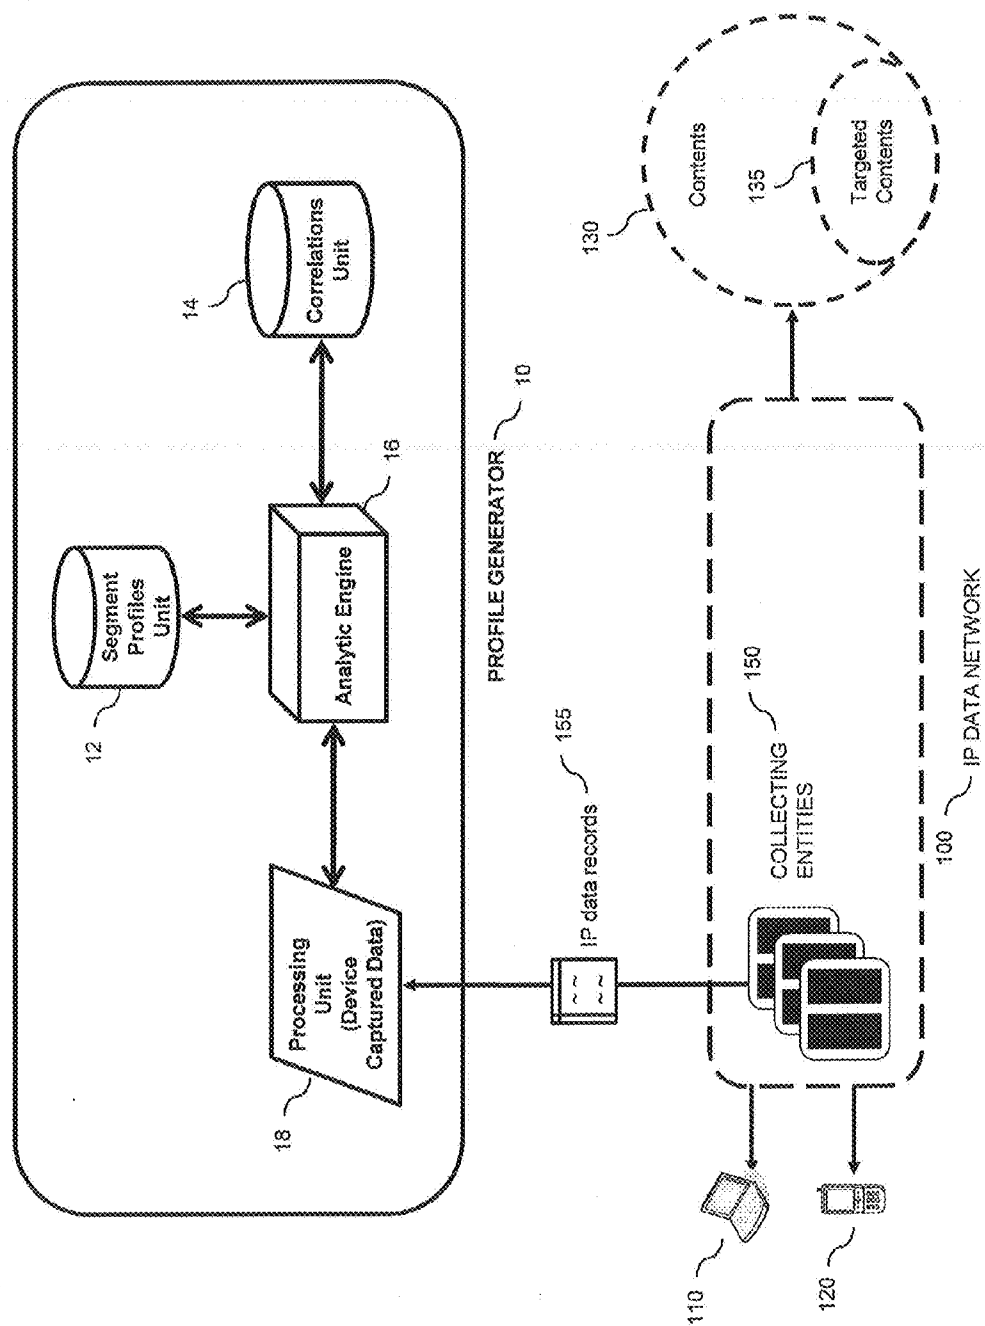 12
Segment
Profiles
Unit
14
Correlations
Unit
16
Analytic Engine
18
Processing
Unit
(Device
Captured Data)
PROFILE GENERATOR
10
IP data records
155
130
Contents
135
Targeted
Contents
COLLECTING
ENTITIES
150
110
120
100
IP DATA NETWORK